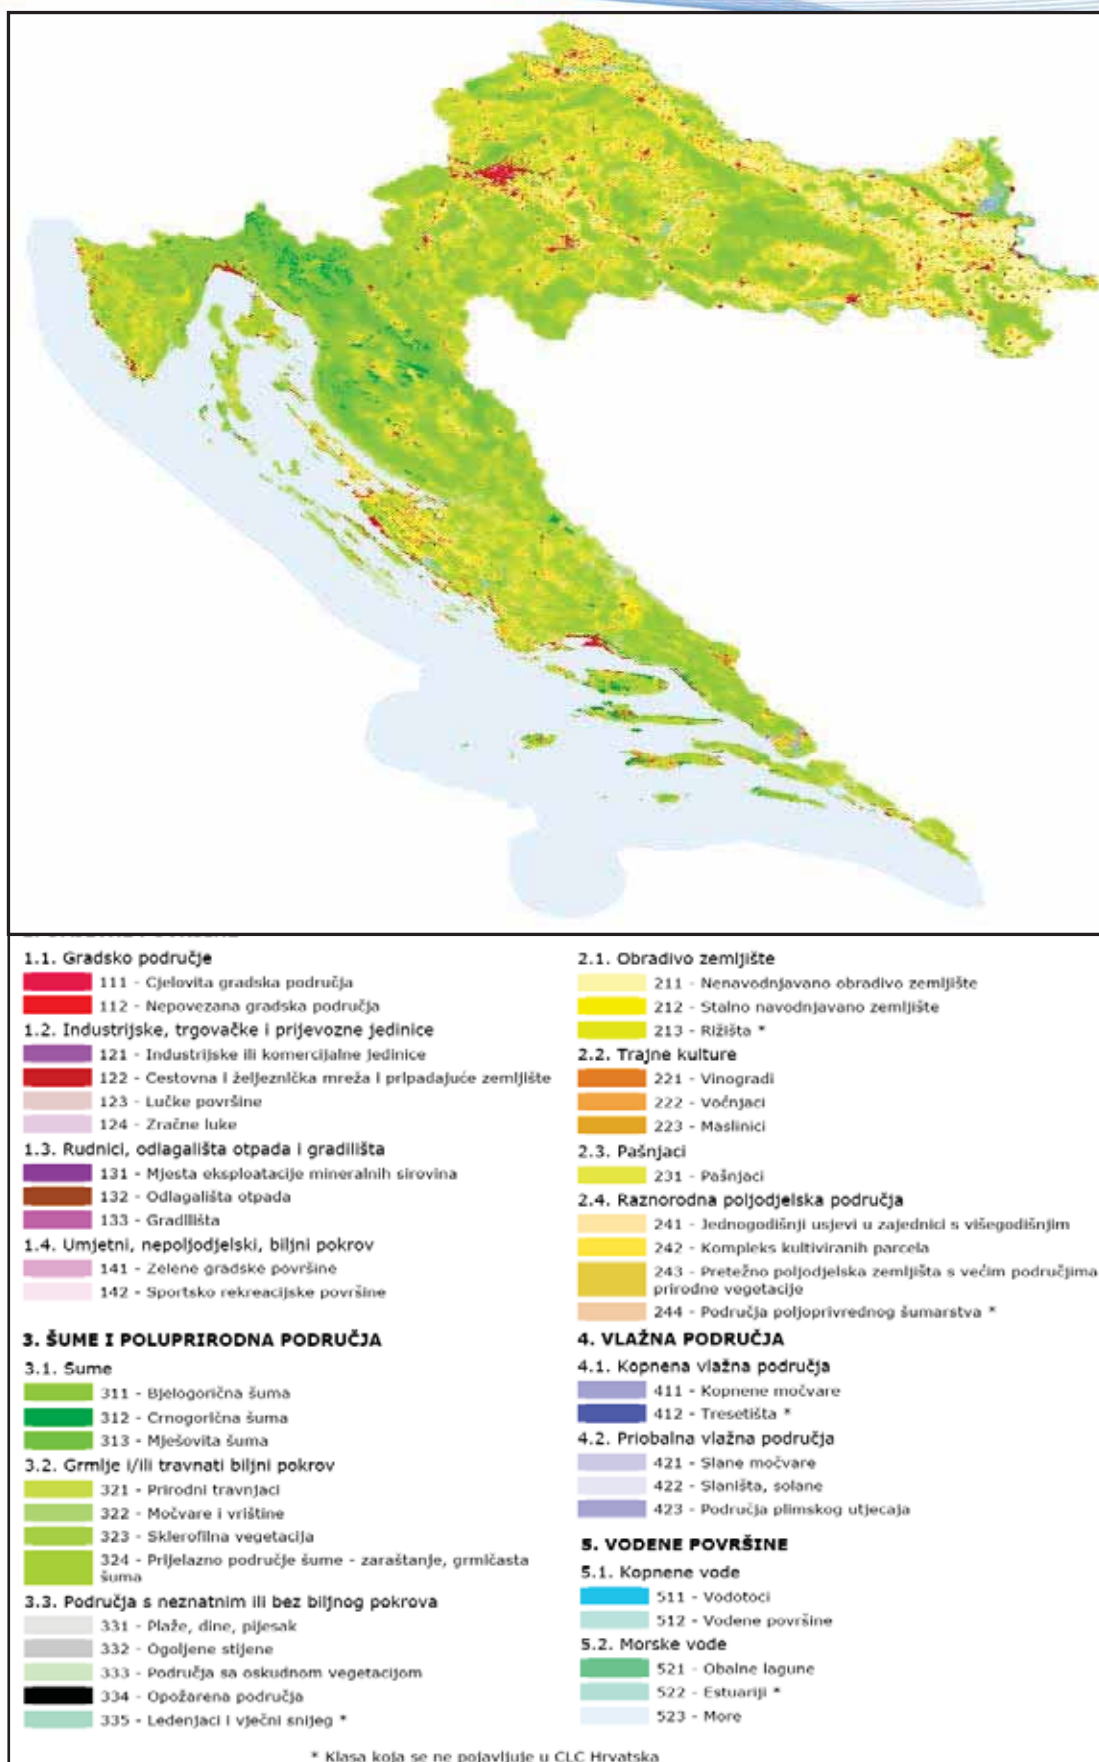 1.1. Gradsko područje
111 - Cjelovita gradska područja
112 - Nepovezana gradska područja
1.2. Industrijske, trgovačke i prijevozne jedinice
121 - Industrijske ili komercijalne jedinice
122 - Cestovna i željeznička mreža i pripadajuće zemljište
123 - Lučke površine
124 - Zračne luke
1.3. Rudnici, odlagališta otpada i gradilišta
131 - Mjesta eksploatacije mineralnih sirovina
132 - Odlagališta otpada
133 - Gradilišta
1.4. Umjetni, nepoljodjelski, biljni pokrov
141 - Zelene gradske površine
142 - Sportsko rekreacijske površine
2.1. Obradivo zemljište
211 - Nenavodnjavano obradivo zemljište
212 - Stalno navodnjavano zemljište
213 - Rižišta *
2.2. Trajne kulture
221 - Vinogradi
222 - Voćnjaci
223 - Maslinici
2.3. Pašnjaci
231 - Pašnjaci
2.4. Raznorodna poljodjelska područja
241 - Jednogodišnji usjevi u zajednici s višegodišnjim
242 - Kompleks kultiviranih parcela
243 - Pretežno poljodjelska zemljišta s većim područjima
prirodne vegetacije
244 - Područja poljoprivrednog šumarstva *
3. ŠUME I POLUPRIRODNA PODRUČJA
3.1. Šume
311 - Bjelogorična šuma
312 - Crnogorična šuma
313 - Mješovita šuma
3.2. Grmlje i/ili travnati biljni pokrov
321 - Prirodni travnjaci
322 - Močvare i vrištine
323 - Sklerofilna vegetacija
324 - Prijelazno područje šume - zaraštanje, grmičasta
šuma
3.3. Područja s neznatnim ili bez biljnog pokrova
331 - Plaže, dine, pijesak
332 - Ogoljene stijene
333 - Područja sa oskudnom vegetacijom
334 - Opožarena područja
335 - Ledenjaci i vječni snijeg *
4. VLAŽNA PODRUČJA
4.1. Kopnena vlažna područja
411 - Kopnene močvare
412 - Tresetišta *
4.2. Priobalna vlažna područja
421 - Slane močvare
422 - Slaništa, solane
423 - Područja plimskog utjecaja
5. VODENE POVRŠINE
5.1. Kopnene vode
511 - Vodotoci
512 - Vodene površine
5.2. Morske vode
521 - Obalne lagune
522 - Estuariji *
523 - More
* Klasa koja se ne pojavljuje u CLC Hrvatska